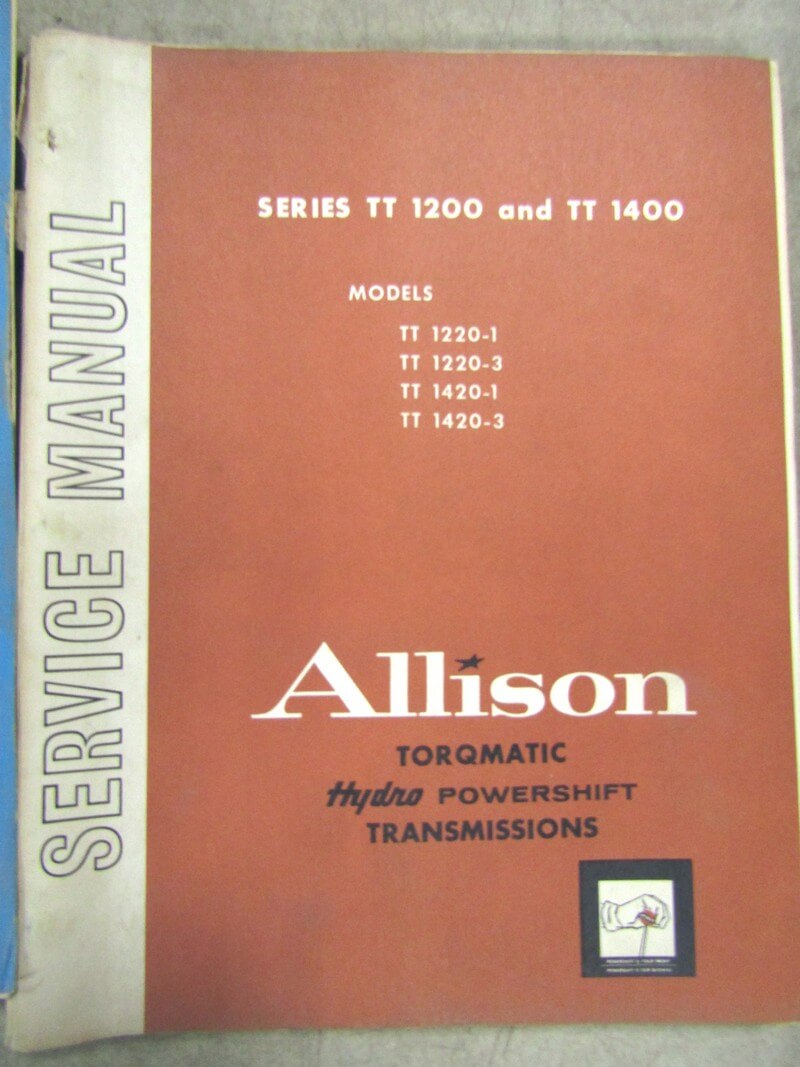 SERVICE MANUAL
SERIES TT 1200 and TT 1400
MODELS
TT 1220-1
TT 1220-3
TT 1420-1
TT 1420-3
Allison
TORQMATIC
Hydro POWERSHIFT
TRANSMISSIONS